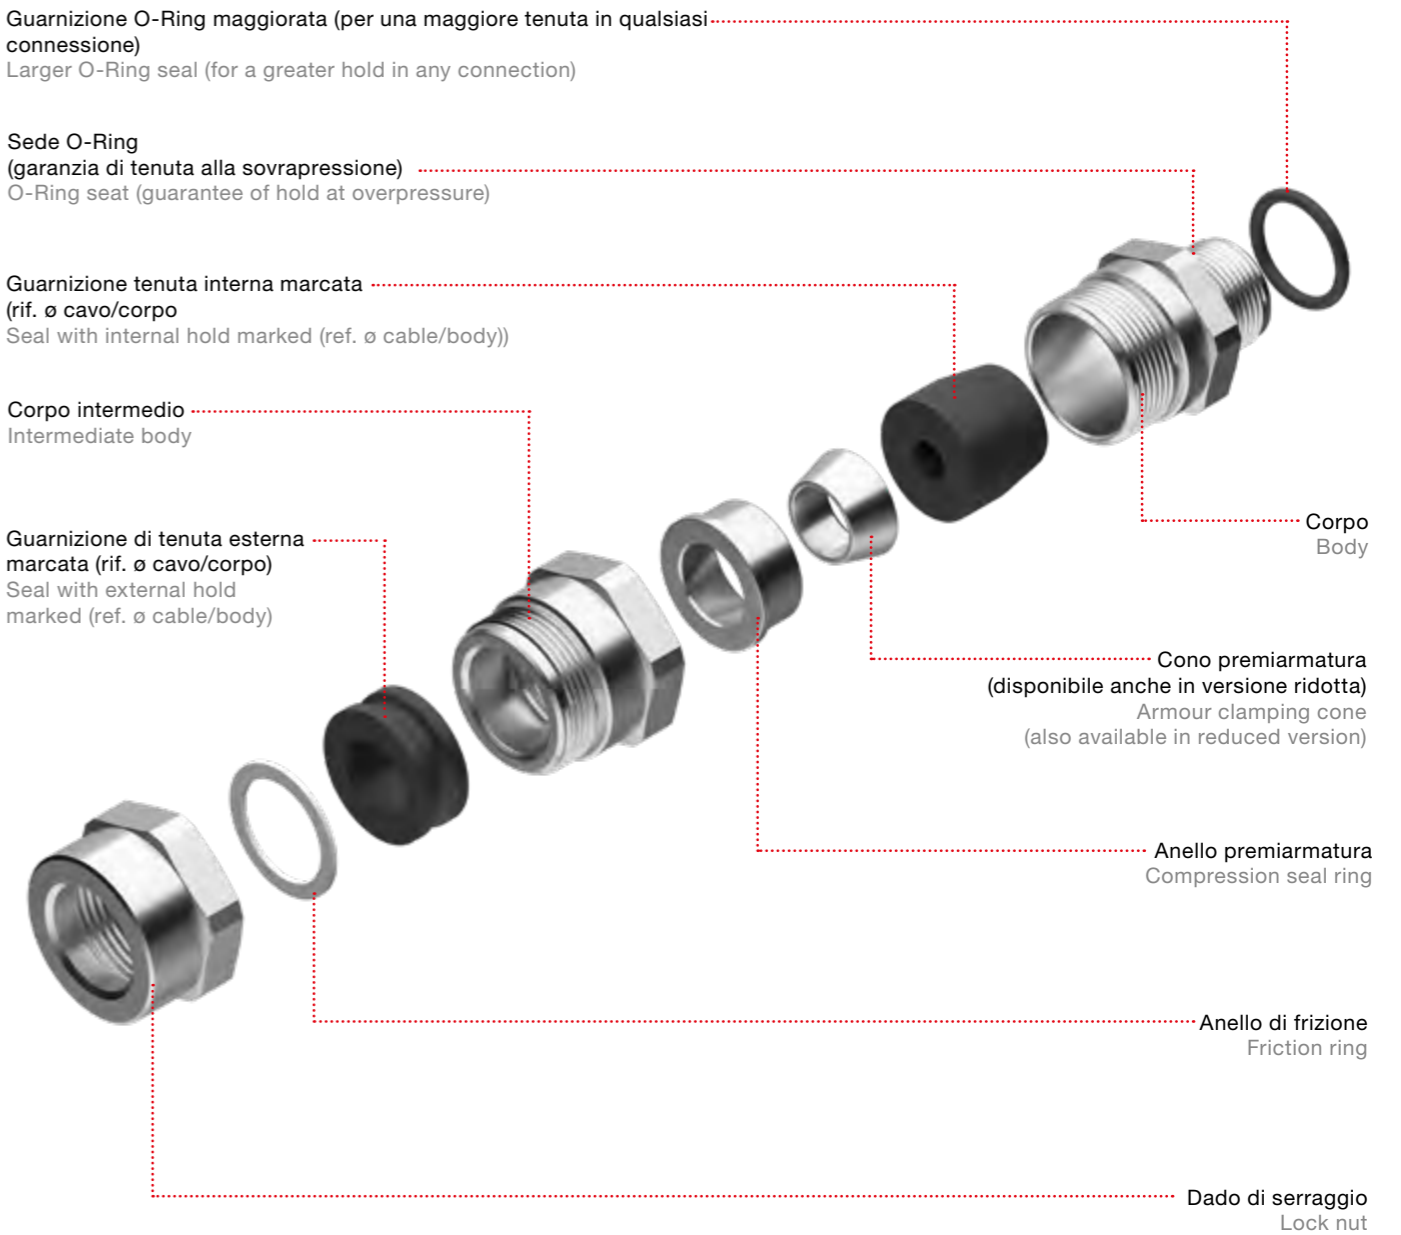 Guarnizione O-Ring maggiorata (per una maggiore tenuta in qualsiasi
connessione)
Larger O-Ring seal (for a greater hold in any connection)
Sede O-Ring
(garanzia di tenuta alla sovrapressione)
O-Ring seat (guarantee of hold at overpressure)
Guarnizione tenuta interna marcata
(rif. ø cavo/corpo
Seal with internal hold marked (ref. ø cable/body))
Corpo intermedio
Intermediate body
Guarnizione di tenuta esterna
marcata (rif. ø cavo/corpo)
Seal with external hold
marked (ref. ø cable/body)
Corpo
Body
Cono premiarmatura
(disponibile anche in versione ridotta)
Armour clamping cone
(also available in reduced version)
Anello premiarmatura
Compression seal ring
Anello di frizione
Friction ring
Dado di serraggio
Lock nut